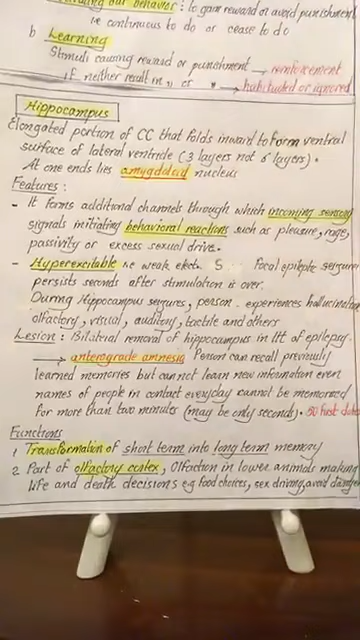 our behavior: to gain reward or avoid punishment
ie continuous to do or cease to do
b Learning
Stimuli causing reward or punishment → reinforcement
if neither result in ,, or ,, → habituated or ignored
Hippocampus
Elongated portion of CC that folds inward to form ventral
surface of lateral ventricle (3 layers not 6 layers).
At one end lies amygdaloid nucleus
Features:
- It forms additional channels through which incoming sensory
signals initiating behavioral reactions such as pleasure, rage,
passivity or excess sexual drive.
- Hyperexcitable ie weak elect. S focal epileptic seizure
persists seconds after stimulation is over.
During Hippocampus seizures, person experiences hallucination
olfactory, visual, auditory, tactile and others
Lesion: Bilateral removal of hippocampus in ttt of epilepsy.
→ anterograde amnesia Person can recall previously
learned memories but cannot learn new information even
names of people in contact everyday cannot be memorized
for more than two minutes (may be only seconds).
Functions
1 Transformation of short term into long term memory
2 Part of olfactory cortex, Olfaction in lower animals making
life and death decisions e.g food choices, sex driving, avoid danger